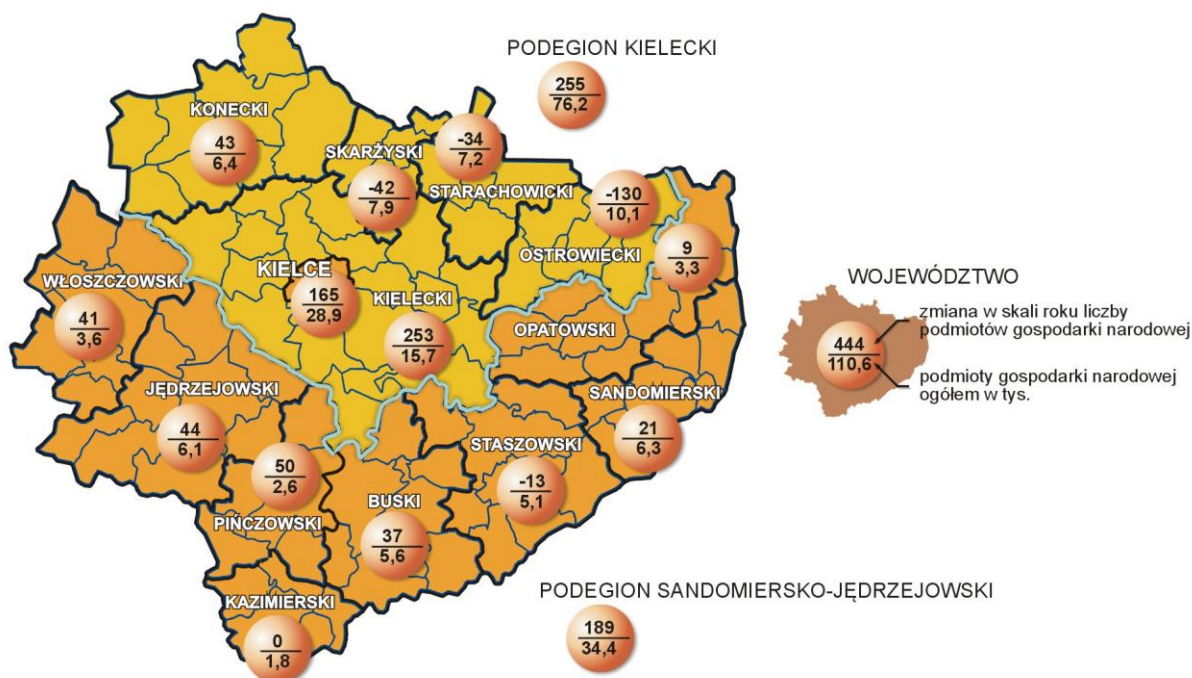 PODEGION KIELECKI
255
76,2
KONECKI
43
6,4
SKARŻYSKI
-42
7,9
-34
7,2
STARACHOWICKI
-130
10,1
OSTROWIECKI
9
3,3
OPATOWSKI
WŁOSZCZOWSKI
41
3,6
KIELCE
165
28,9
KIELECKI
253
15,7
WOJEWÓDZTWO
444
110,6
zmiana w skali roku liczby
podmiotów gospodarki narodowej
podmioty gospodarki narodowej
ogółem w tys.
JĘDRZEJOWSKI
44
6,1
SANDOMIERSKI
21
6,3
STASZOWSKI
-13
5,1
50
2,6
PIŃCZOWSKI
BUSKI
37
5,6
KAZIMIERSKI
0
1,8
PODEGION SANDOMIERSKO-JĘDRZEJOWSKI
189
34,4